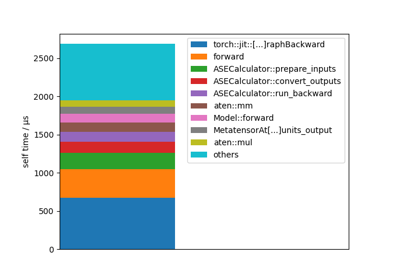 torch::jit::[...]raphBackward
forward
ASECalculator::prepare_inputs
ASECalculator::convert_outputs
ASECalculator::run_backward
aten::mm
Model::forward
MetatensorAt[...]units_output
aten::mul
others
self time / µs
2500
2000
1500
1000
500
0